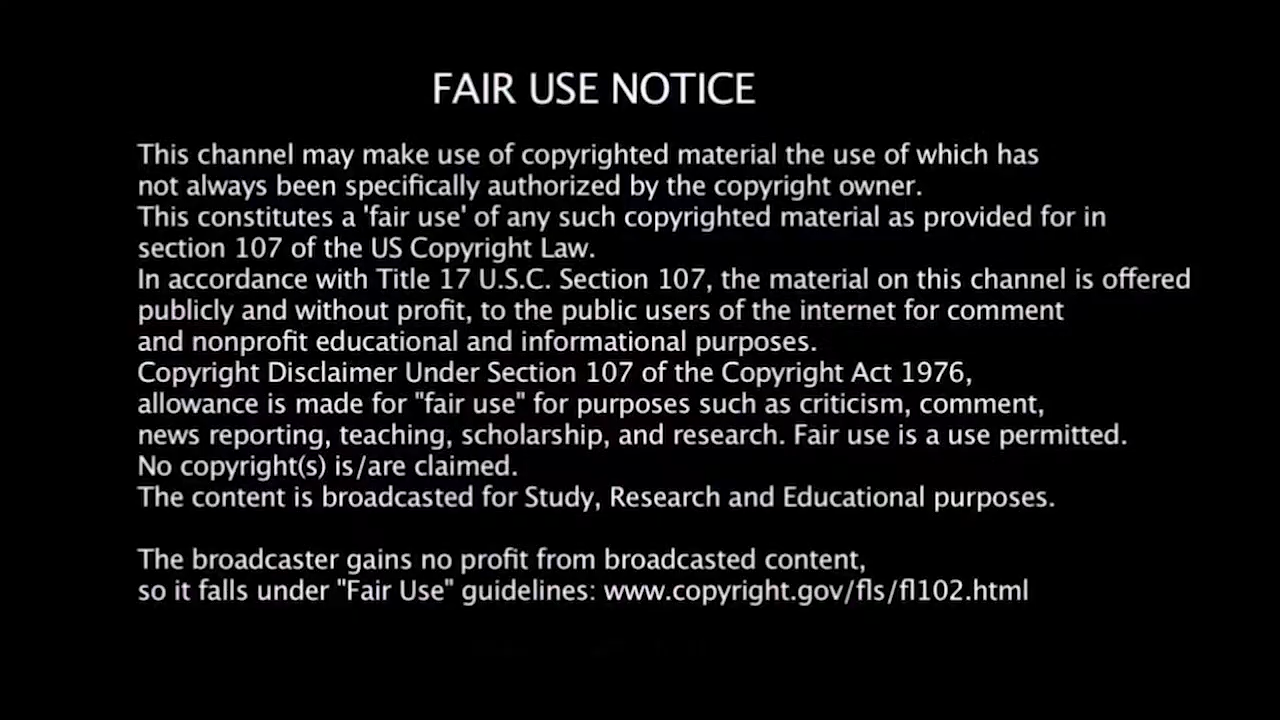 FAIR USE NOTICE
This channel may make use of copyrighted material the use of which has
not always been specifically authorized by the copyright owner.
This constitutes a 'fair use' of any such copyrighted material as provided for in
section 107 of the US Copyright Law.
In accordance with Title 17 U.S.C. Section 107, the material on this channel is offered
publicly and without profit, to the public users of the internet for comment
and nonprofit educational and informational purposes.
Copyright Disclaimer Under Section 107 of the Copyright Act 1976,
allowance is made for "fair use" for purposes such as criticism, comment,
news reporting, teaching, scholarship, and research. Fair use is a use permitted.
No copyright(s) is/are claimed.
The content is broadcasted for Study, Research and Educational purposes.
The broadcaster gains no profit from broadcasted content,
so it falls under "Fair Use" guidelines: www.copyright.gov/fls/fl102.html